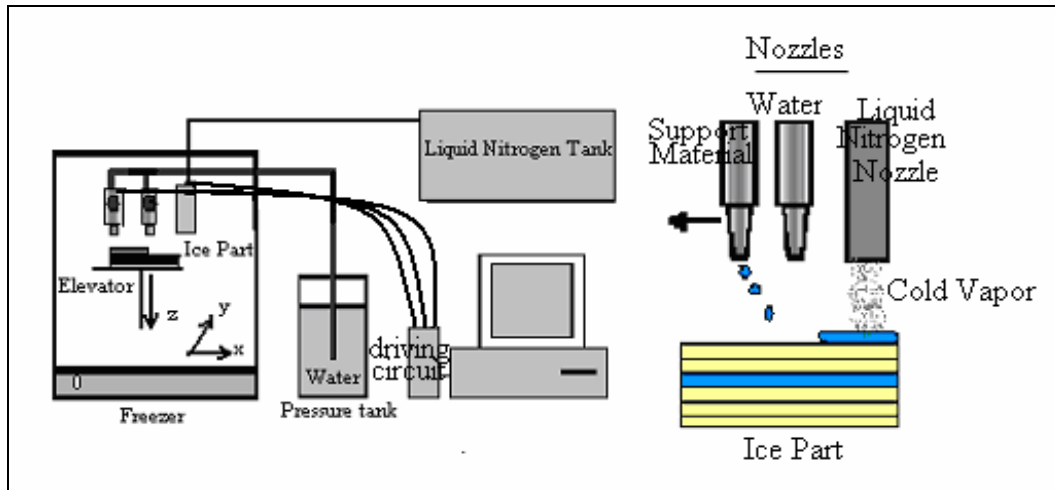 Liquid Nitrogen Tank
Ice Part
Elevator
z
y
x
0
Freezer
Water
Pressure tank
driving
circuit
Nozzles
Water
Support
Material
Liquid
Nitrogen
Nozzle
Cold Vapor
Ice Part